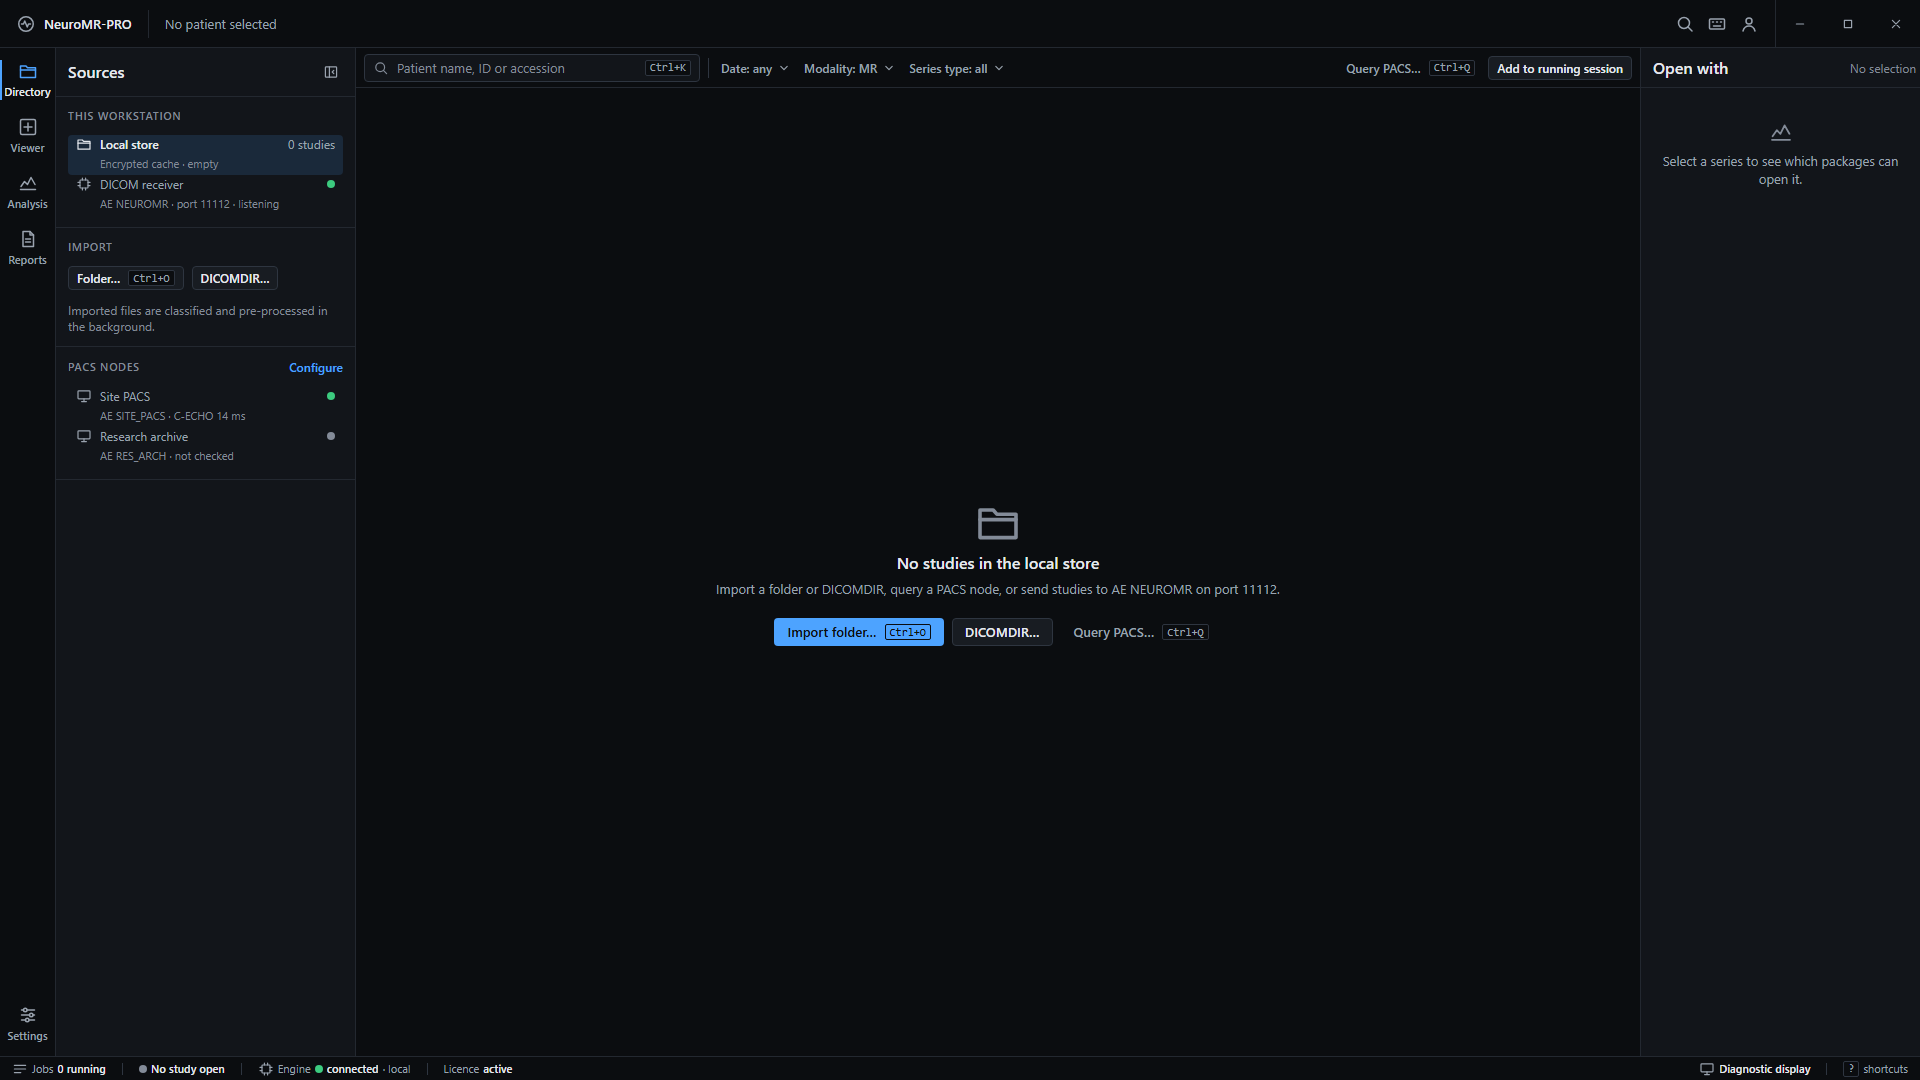 NeuroMR-PRO
No patient selected
Directory
Viewer
Analysis
Reports
Settings
Sources
THIS WORKSTATION
Local store 0 studies
Encrypted cache · empty
DICOM receiver
AE NEUROMR · port 11112 · listening
IMPORT
Folder... Ctrl+O DICOMDIR...
Imported files are classified and pre-processed in
the background.
PACS NODES Configure
Site PACS
AE SITE_PACS · C-ECHO 14 ms
Research archive
AE RES_ARCH · not checked
Patient name, ID or accession Ctrl+K Date: any Modality: MR Series type: all Query PACS... Ctrl+Q Add to running session
No studies in the local store
Import a folder or DICOMDIR, query a PACS node, or send studies to AE NEUROMR on port 11112.
Import folder... Ctrl+O DICOMDIR... Query PACS... Ctrl+Q
Open with No selection
Select a series to see which packages can
open it.
Jobs 0 running No study open Engine connected · local Licence active Diagnostic display ? shortcuts